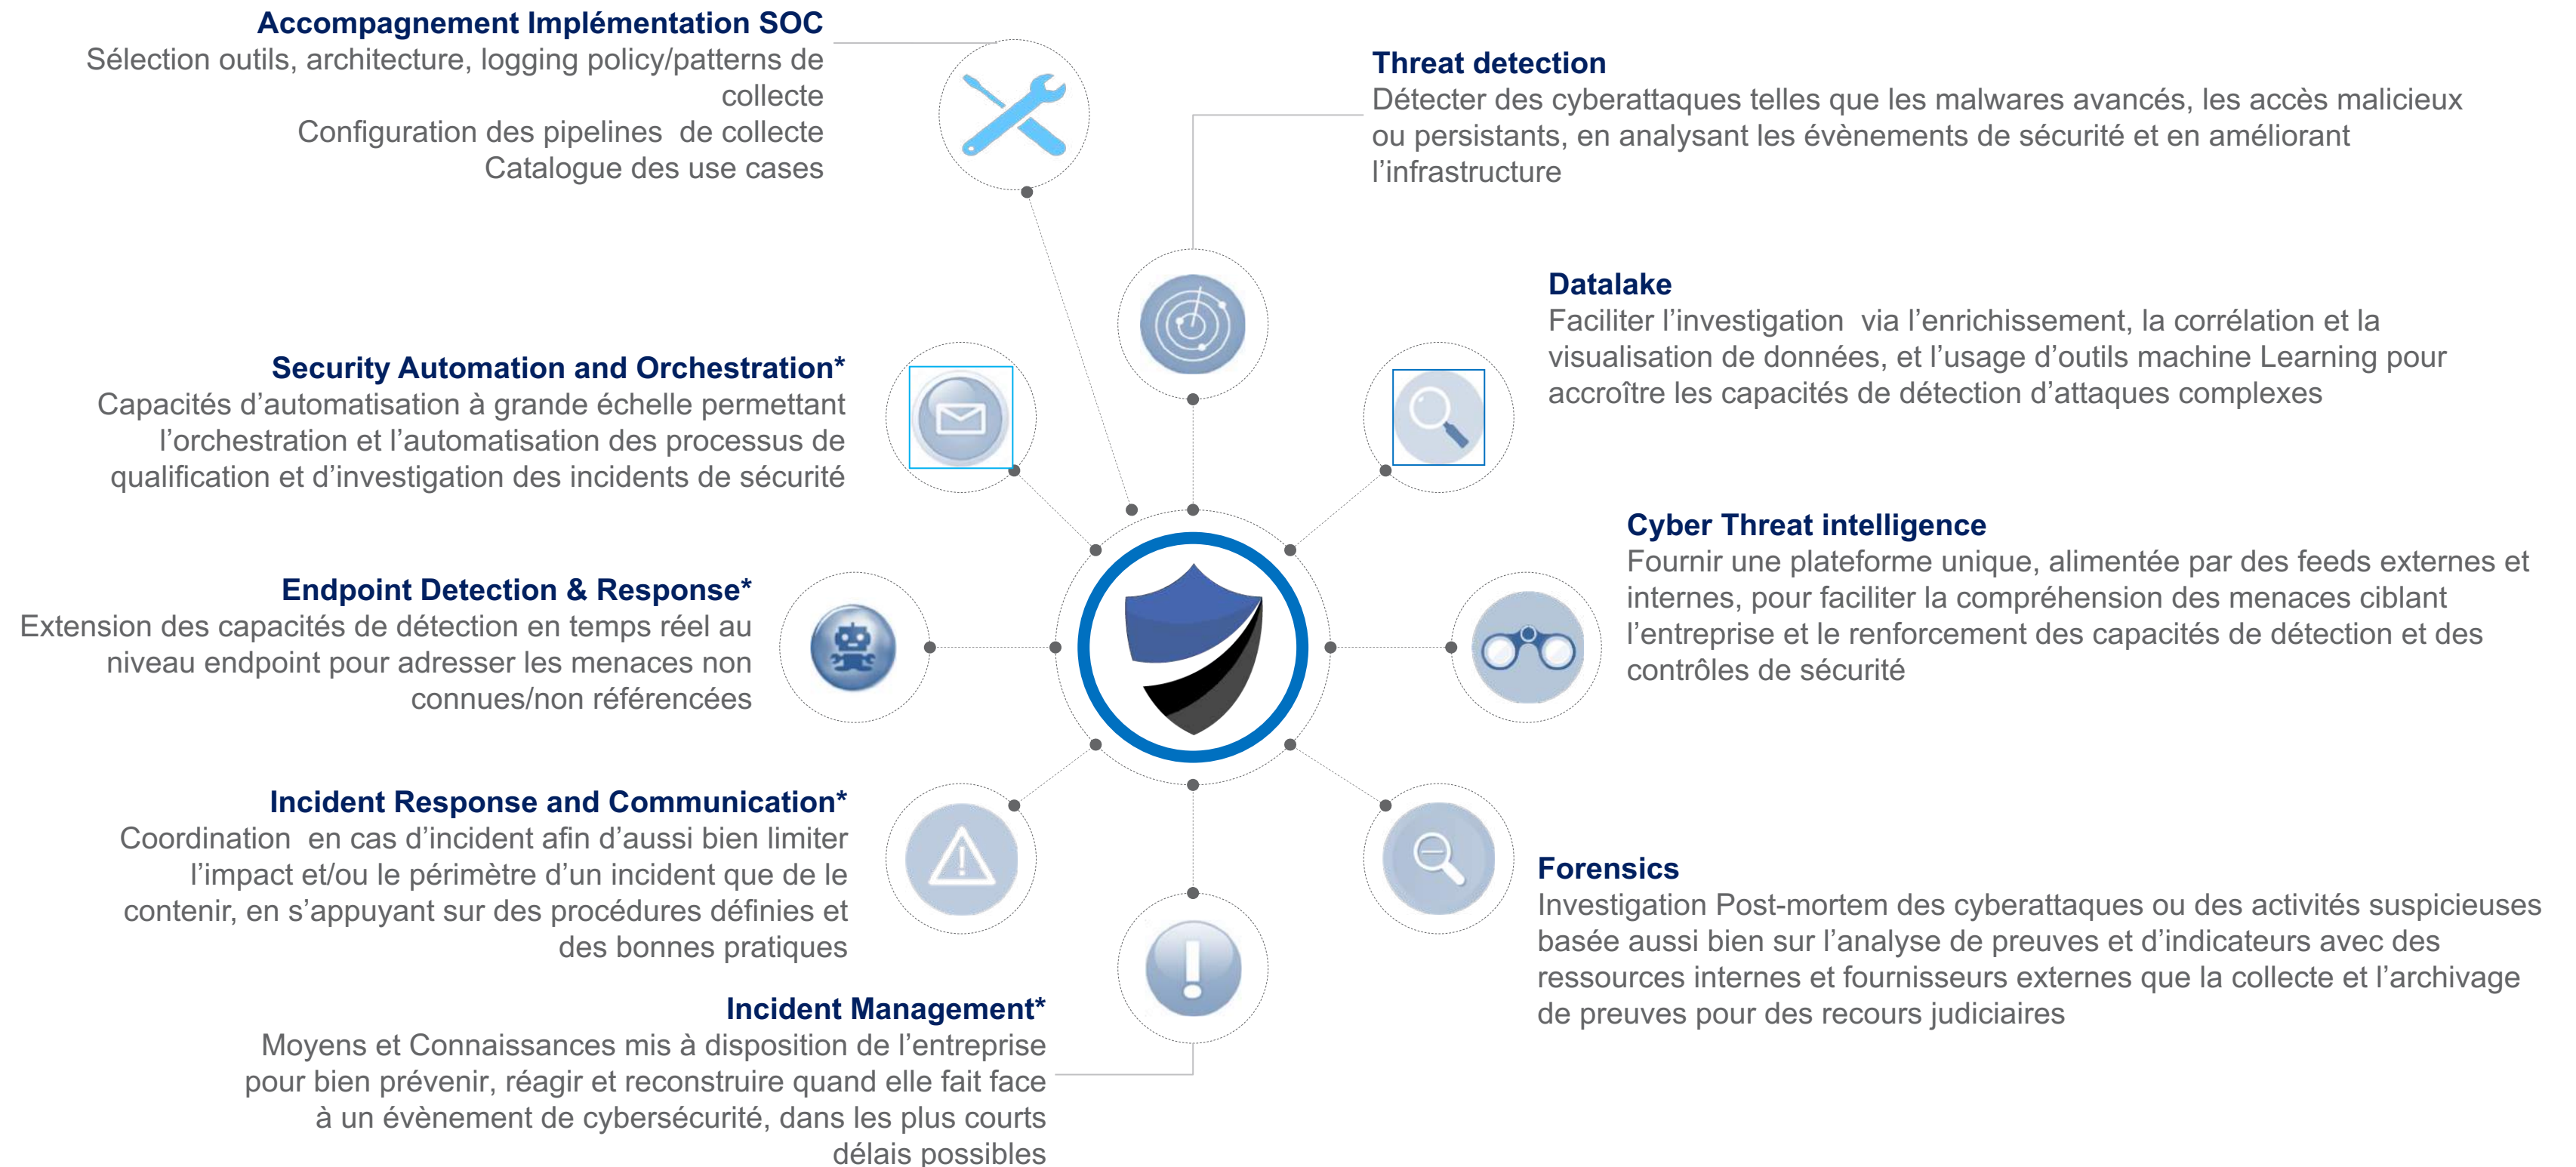 Accompagnement Implémentation SOC
Sélection outils, architecture, logging policy/patterns de
collecte
Configuration des pipelines  de collecte
Catalogue des use cases
Threat detection
Détecter des cyberattaques telles que les malwares avancés, les accès malicieux
ou persistants, en analysant les évènements de sécurité et en améliorant
l’infrastructure
Datalake
Faciliter l’investigation  via l’enrichissement, la corrélation et la
visualisation de données, et l’usage d’outils machine Learning pour
accroître les capacités de détection d’attaques complexes
Security Automation and Orchestration*
Capacités d’automatisation à grande échelle permettant
l’orchestration et l’automatisation des processus de
qualification et d’investigation des incidents de sécurité
Cyber Threat intelligence
Fournir une plateforme unique, alimentée par des feeds externes et
internes, pour faciliter la compréhension des menaces ciblant
l’entreprise et le renforcement des capacités de détection et des
contrôles de sécurité
Endpoint Detection & Response*
Extension des capacités de détection en temps réel au
niveau endpoint pour adresser les menaces non
connues/non référencées
Incident Response and Communication*
Coordination  en cas d’incident afin d’aussi bien limiter
l’impact et/ou le périmètre d’un incident que de le
contenir, en s’appuyant sur des procédures définies et
des bonnes pratiques
Forensics
Investigation Post-mortem des cyberattaques ou des activités suspicieuses
basée aussi bien sur l’analyse de preuves et d’indicateurs avec des
ressources internes et fournisseurs externes que la collecte et l’archivage
de preuves pour des recours judiciaires
Incident Management*
Moyens et Connaissances mis à disposition de l’entreprise
pour bien prévenir, réagir et reconstruire quand elle fait face
à un évènement de cybersécurité, dans les plus courts
délais possibles